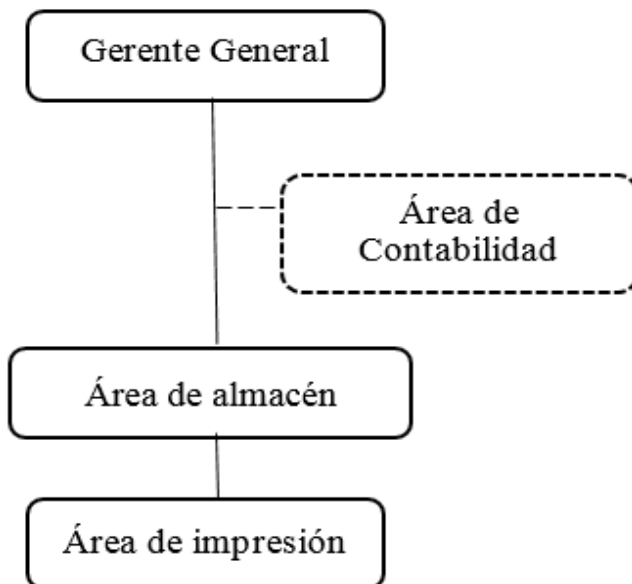 Gerente General
Área de
Contabilidad
Área de almacén
Área de impresión